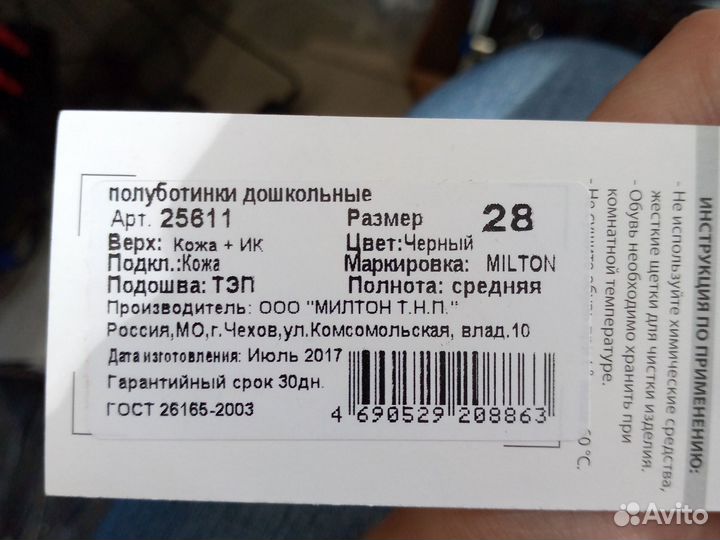 полуботинки дошкольные
Арт. 25611 Размер 28
Верх: Кожа + ИК Цвет:Черный
Подкл.:Кожа Маркировка: MILTON
Подошва: ТЭП Полнота: средняя
Производитель: ООО "МИЛТОН Т.Н.П."
Россия,МО,г.Чехов,ул.Комсомольская, влад.10
Дата изготовления: Июль 2017
Гарантийный срок 30дн.
ГОСТ 26165-2003
4 690529 208863
ИНСТРУКЦИЯ ПО ПРИМЕНЕНИЮ:
- Не используйте химические средства,
жесткие щетки для чистки изделия.
- Обувь необходимо хранить при
комнатной температуре.
- Не сушите обувь
°C.
Avito